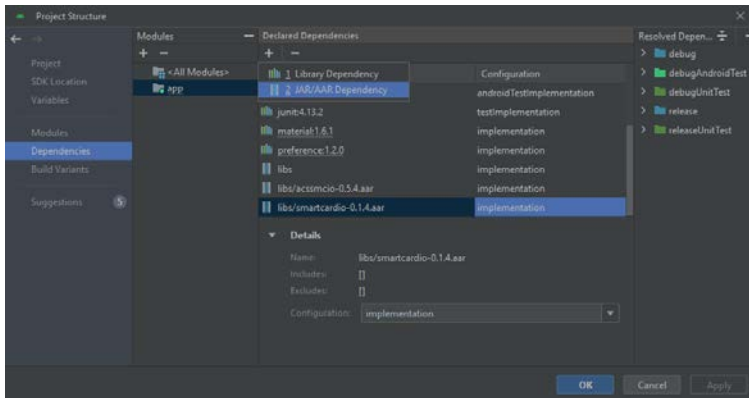 Project Structure
Project
SDK Location
Variables
Modules
Dependencies
Build Variants
Suggestions 5
Modules
<All Modules>
app
Declared Dependencies
1 Library Dependency
2 JAR/AAR Dependency
Configuration
androidTestImplementation
junit:4.13.2 testImplementation
material:1.6.1 implementation
preference:1.2.0 implementation
libs implementation
libs/acssmcio-0.5.4.aar implementation
libs/smartcardio-0.1.4.aar implementation
Details
Name: libs/smartcardio-0.1.4.aar
Includes: []
Excludes: []
Configuration: implementation
Resolved Depen...
debug
debugAndroidTest
debugUnitTest
release
releaseUnitTest
OK Cancel Apply